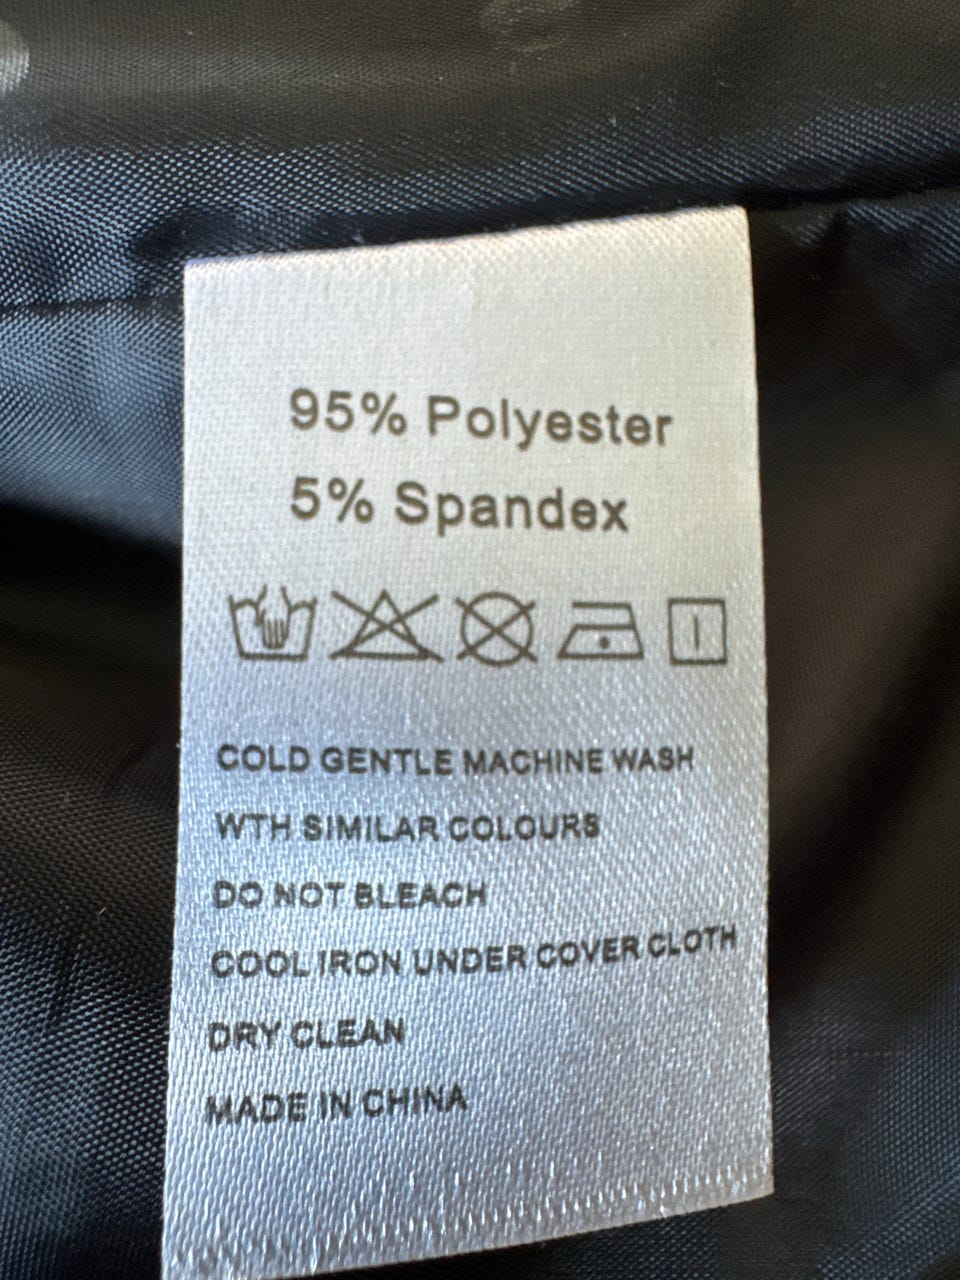 95% Polyester
5% Spandex
COLD GENTLE MACHINE WASH
WTH SIMILAR COLOURS
DO NOT BLEACH
COOL IRON UNDER COVER CLOTH
DRY CLEAN
MADE IN CHINA